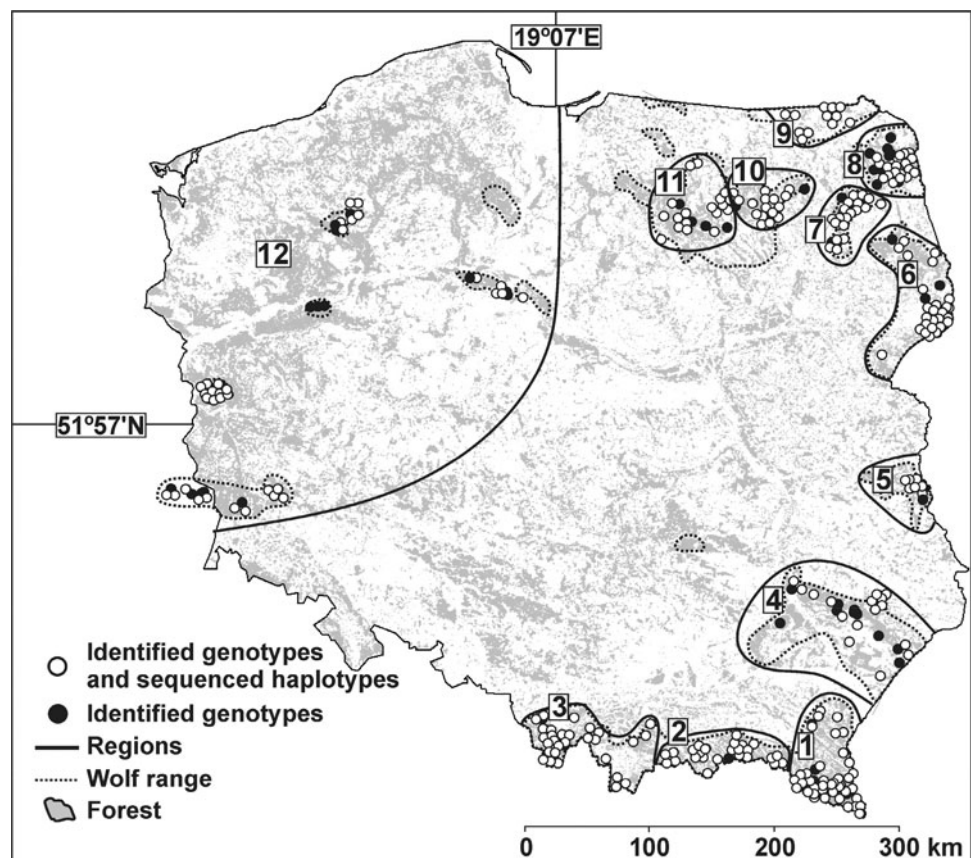 19°07'E
9
8
11
10
7
12
6
51°57'N
5
4
Identified genotypes
and sequenced haplotypes
Identified genotypes
3
2
1
Regions
Wolf range
Forest
0 100 200 300 km